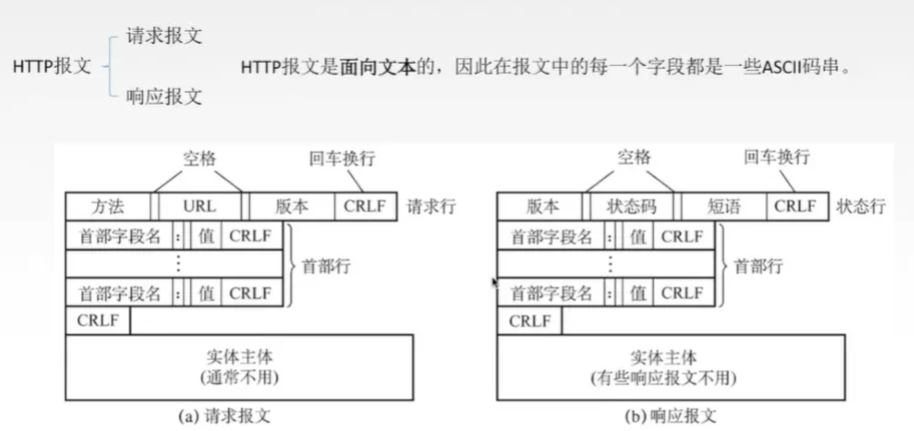 请求报文
HTTP报文
HTTP报文是面向文本的，因此在报文中的每一个字段都是一些ASCII码串。
响应报文
空格 回车换行
方法 URL 版本 CRLF 请求行
首部字段名 : 值 CRLF
⋮ 首部行
首部字段名 : 值 CRLF
CRLF
实体主体
(通常不用)
(a) 请求报文
空格 回车换行
版本 状态码 短语 CRLF 状态行
首部字段名 : 值 CRLF
⋮ 首部行
首部字段名 : 值 CRLF
CRLF
实体主体
(有些响应报文不用)
(b) 响应报文